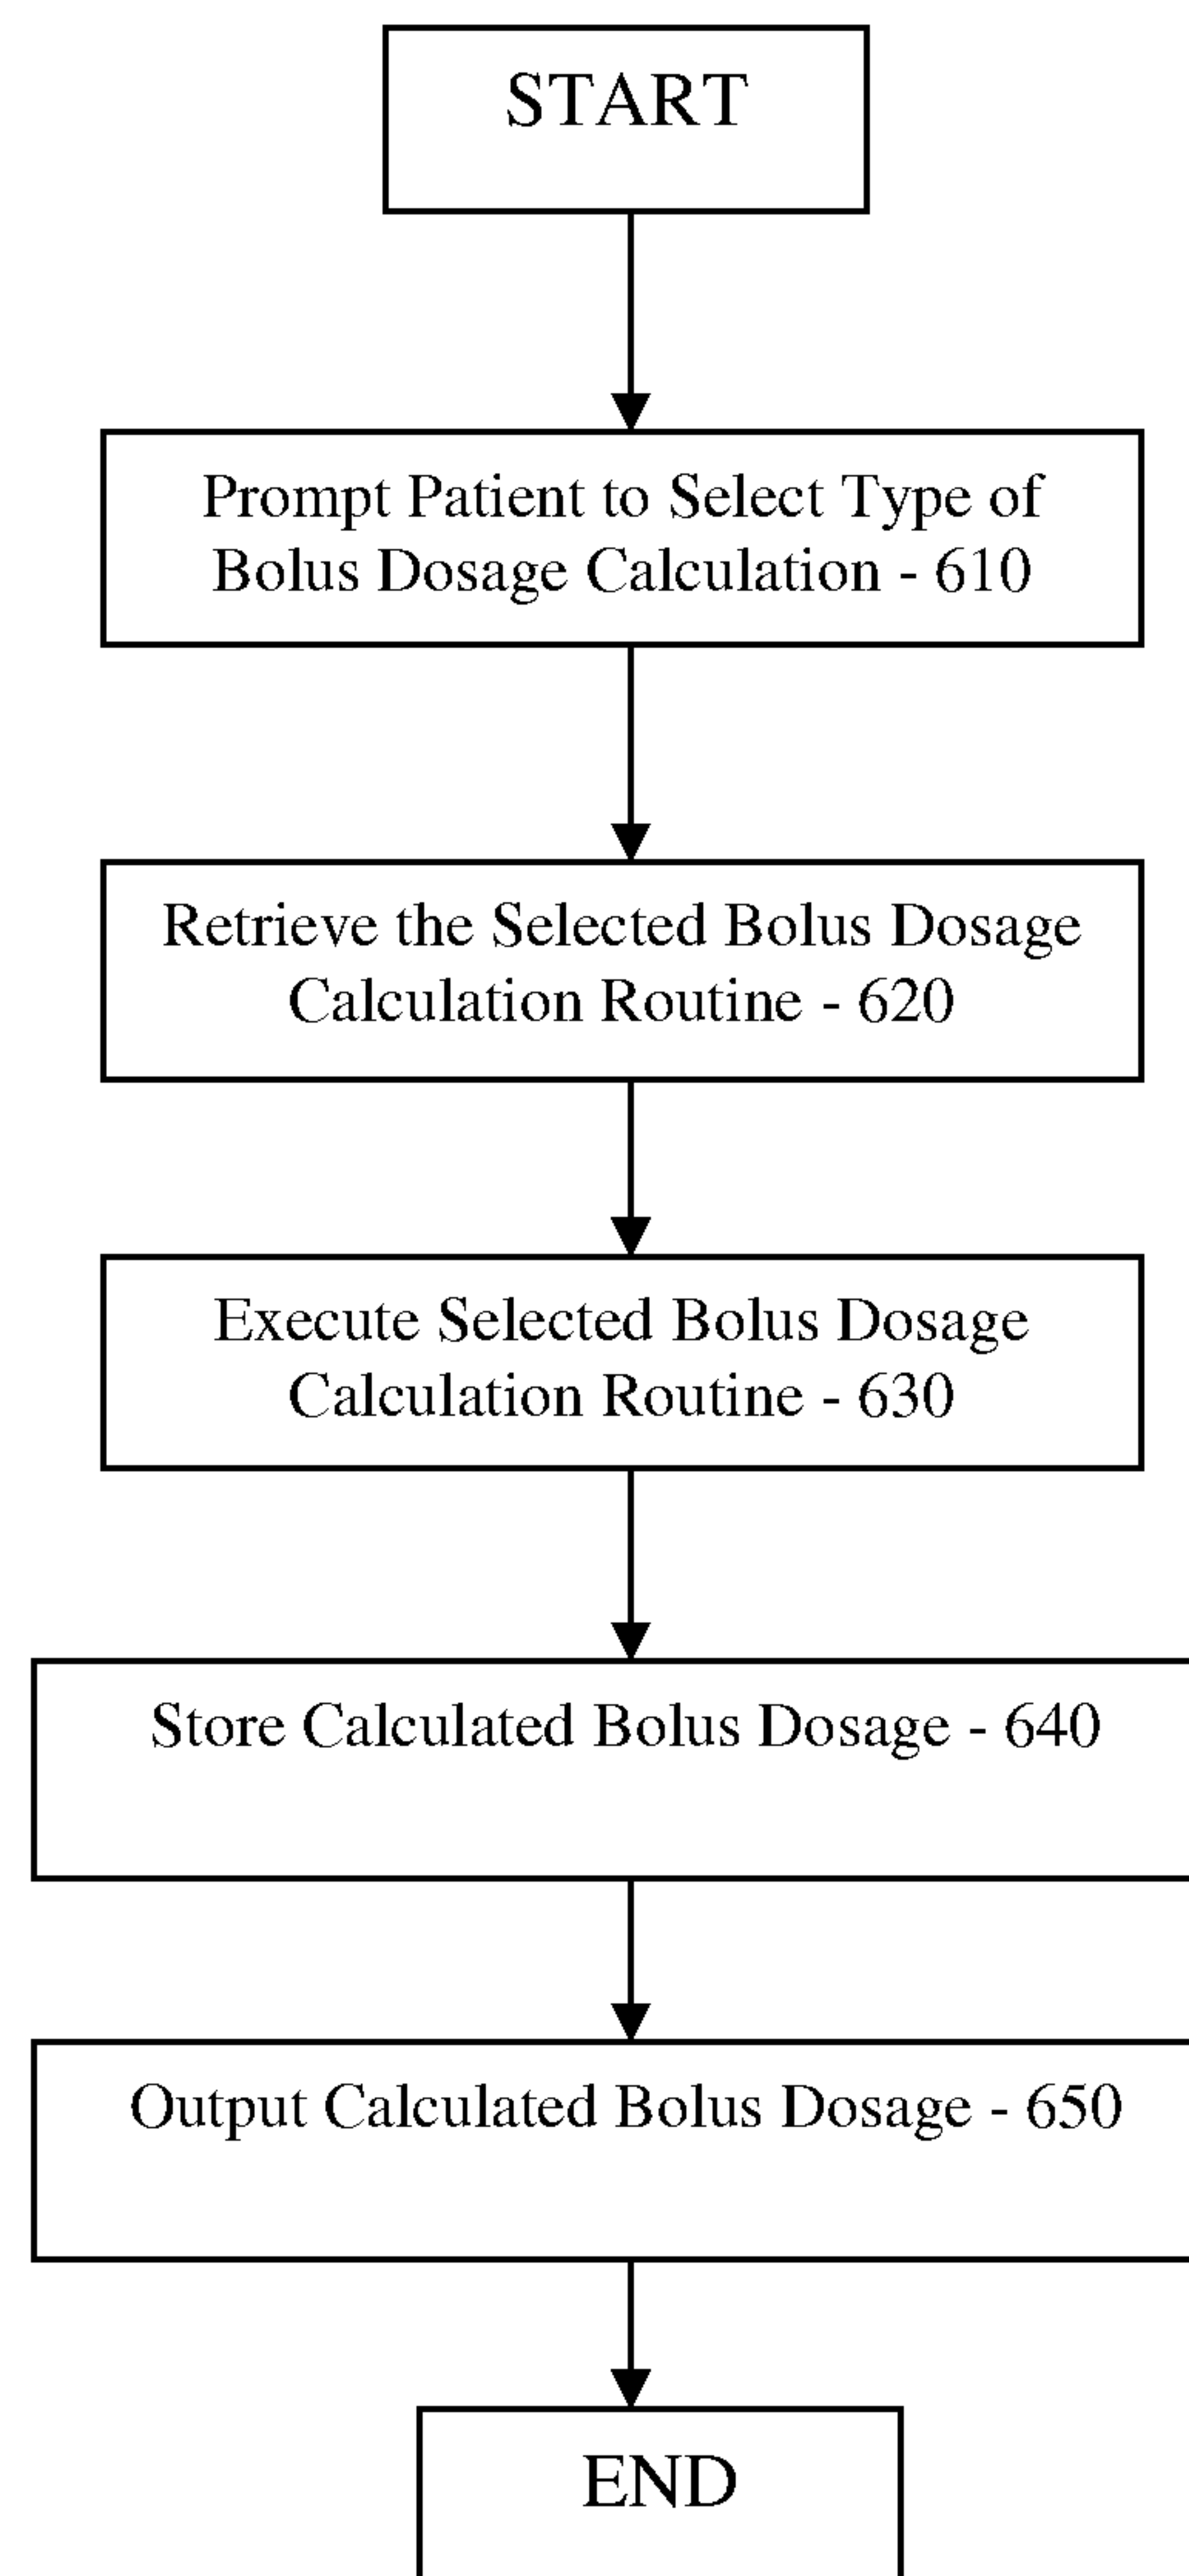 START
Prompt Patient to Select Type of
Bolus Dosage Calculation - 610
Retrieve the Selected Bolus Dosage
Calculation Routine - 620
Execute Selected Bolus Dosage
Calculation Routine - 630
Store Calculated Bolus Dosage - 640
Output Calculated Bolus Dosage - 650
END